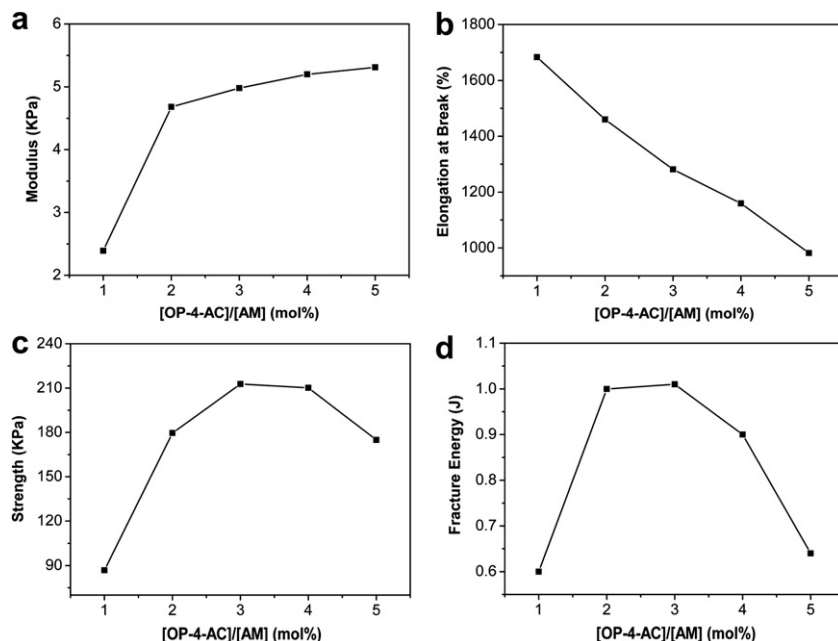 a
6
5
4
3
2
Modulus (KPa)
1 2 3 4 5
[OP-4-AC]/[AM] (mol%)
b
1800
1600
1400
1200
1000
Elongation at Break (%)
1 2 3 4 5
[OP-4-AC]/[AM] (mol%)
c
240
210
180
150
120
90
Strength (KPa)
1 2 3 4 5
[OP-4-AC]/[AM] (mol%)
d
1.1
1.0
0.9
0.8
0.7
0.6
Fracture Energy (J)
1 2 3 4 5
[OP-4-AC]/[AM] (mol%)